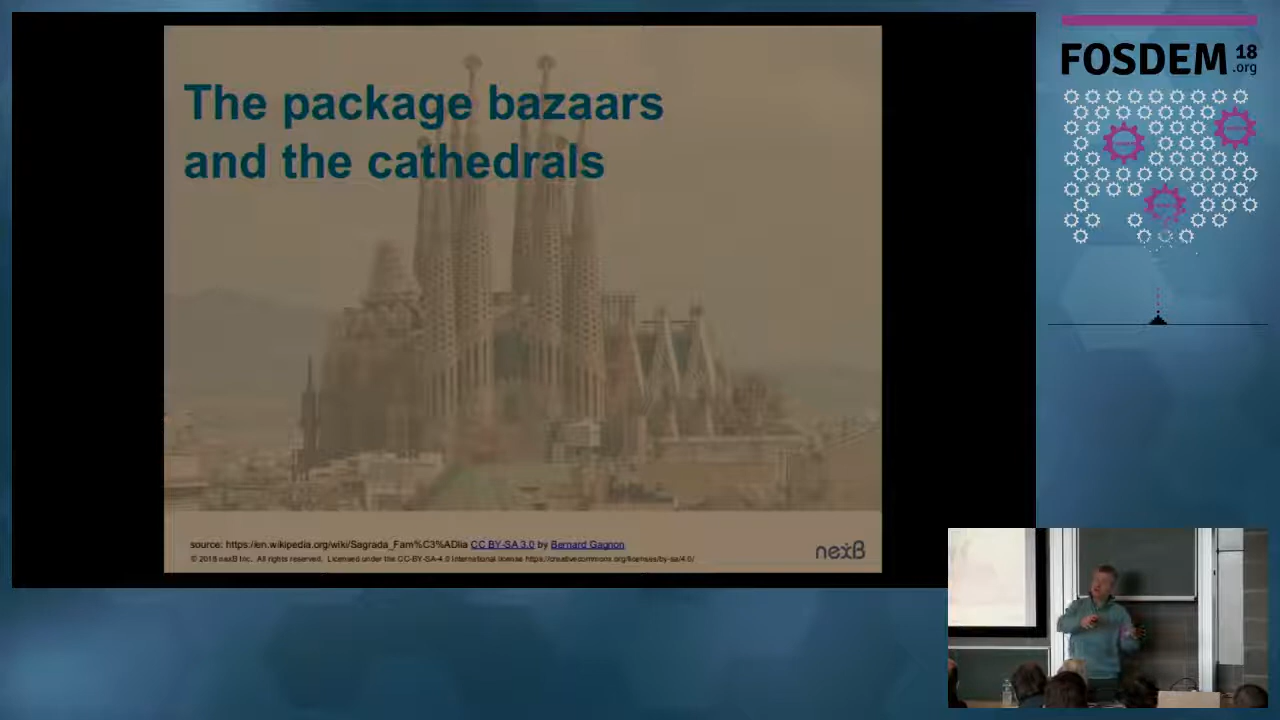 The package bazaars
and the cathedrals
source: https://en.wikipedia.org/wiki/Sagrada_Fam%C3%ADlia CC BY-SA 3.0 by Bernard Gagnon
© 2018 nexB Inc. All rights reserved. Licensed under the CC-BY-SA-4.0 International license https://creativecommons.org/licenses/by-sa/4.0/
nexB
FOSDEM 18
.org